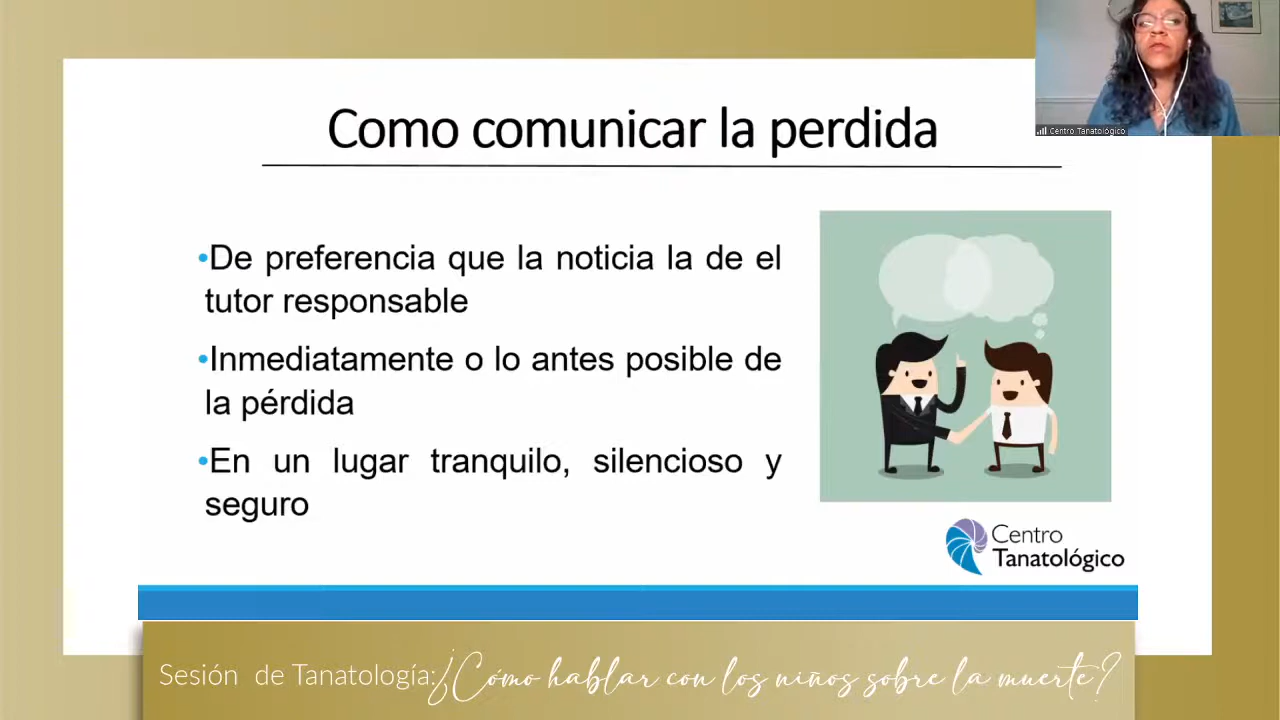 Como comunicar la perdida
Centro Tanatológico
•De preferencia que la noticia la de el
tutor responsable
•Inmediatamente o lo antes posible de
la pérdida
•En un lugar tranquilo, silencioso y
seguro
Centro
Tanatológico
Sesión de Tanatología:¿Cómo hablar con los niños sobre la muerte?